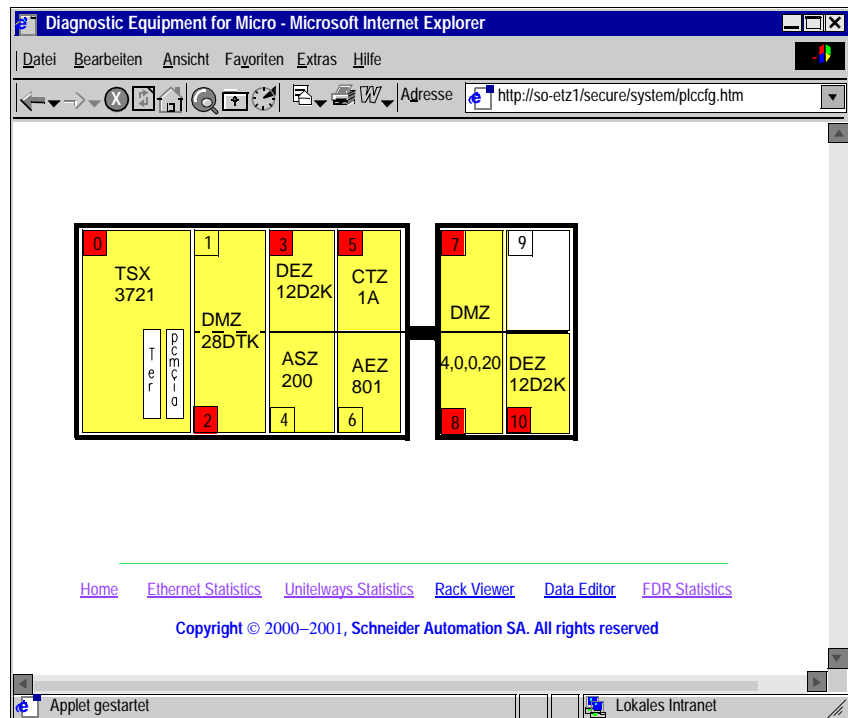 Diagnostic Equipment for Micro - Microsoft Internet Explorer
Datei Bearbeiten Ansicht Favoriten Extras Hilfe
Adresse http://so-etz1/secure/system/plccfg.htm
0 1 3 5 7 9
TSX
3721
DMZ
28DTK
DEZ
12D2K
CTZ
1A
DMZ
Ter
pcmçia
ASZ
200
AEZ
801
4,0,0,20
DEZ
12D2K
2 4 6 8 10
Home Ethernet Statistics Unitelways Statistics Rack Viewer Data Editor FDR Statistics
Copyright © 2000–2001, Schneider Automation SA. All rights reserved
Applet gestartet Lokales Intranet